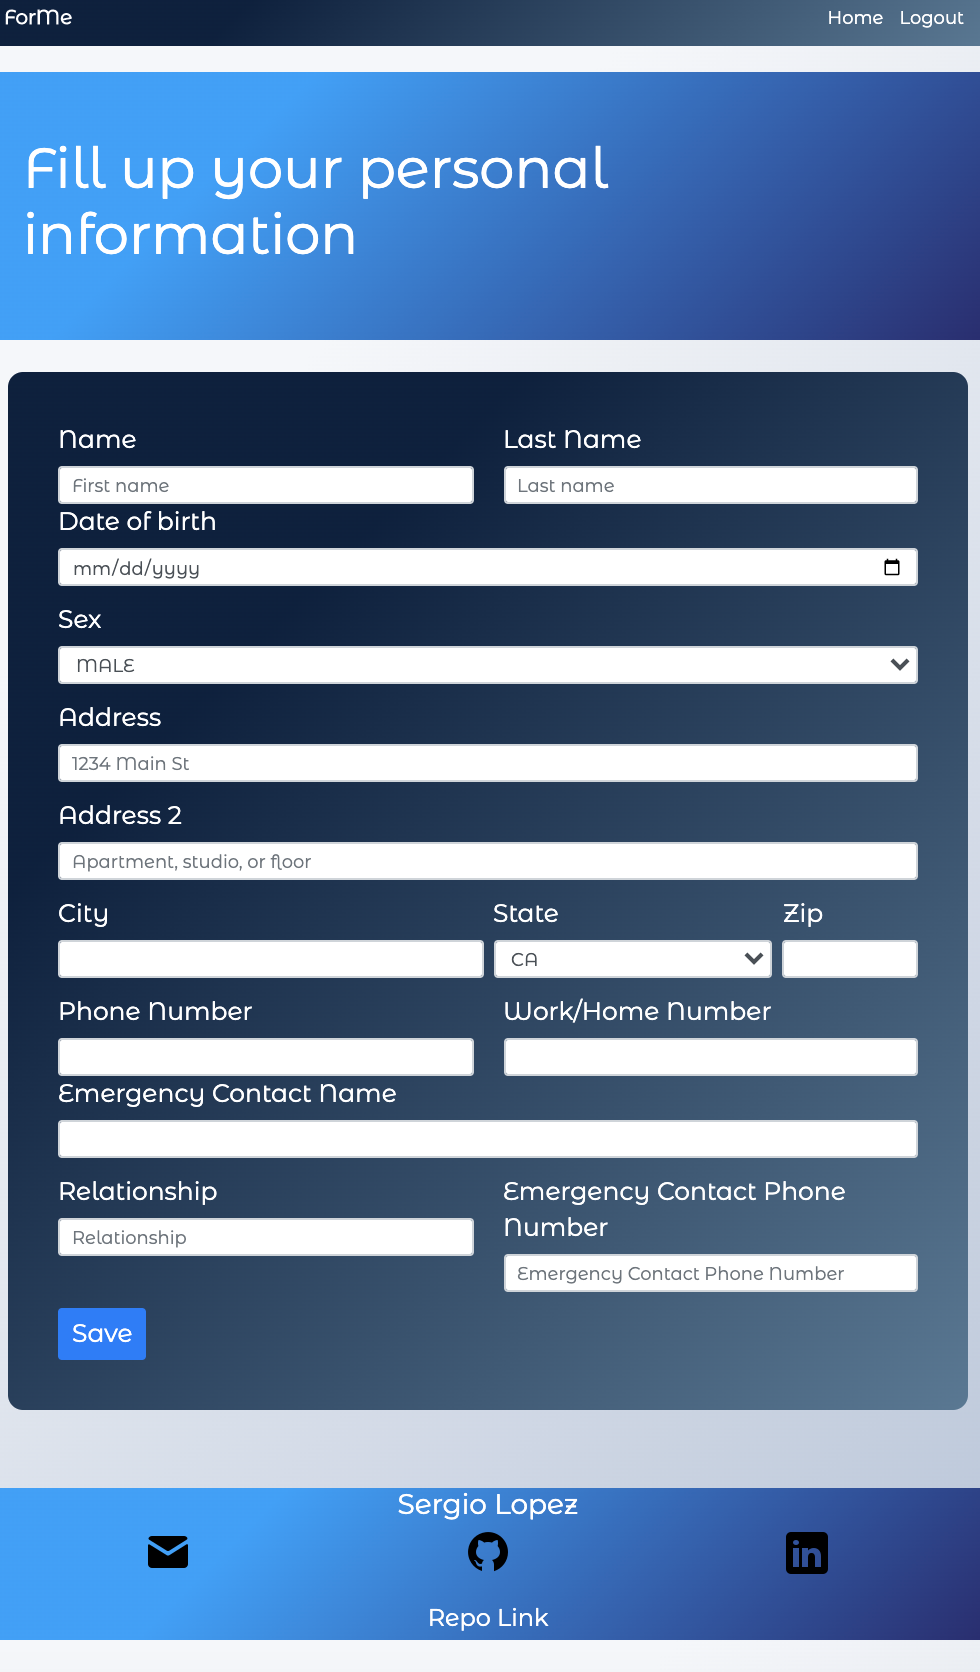 ForMe
Home Logout
Fill up your personal
information
Name Last Name
First name Last name
Date of birth
mm/dd/yyyy
Sex
MALE
Address
1234 Main St
Address 2
Apartment, studio, or floor
City State Zip
CA
Phone Number Work/Home Number
Emergency Contact Name
Relationship Emergency Contact Phone
Number
Relationship
Emergency Contact Phone Number
Save
Sergio Lopez
in
Repo Link